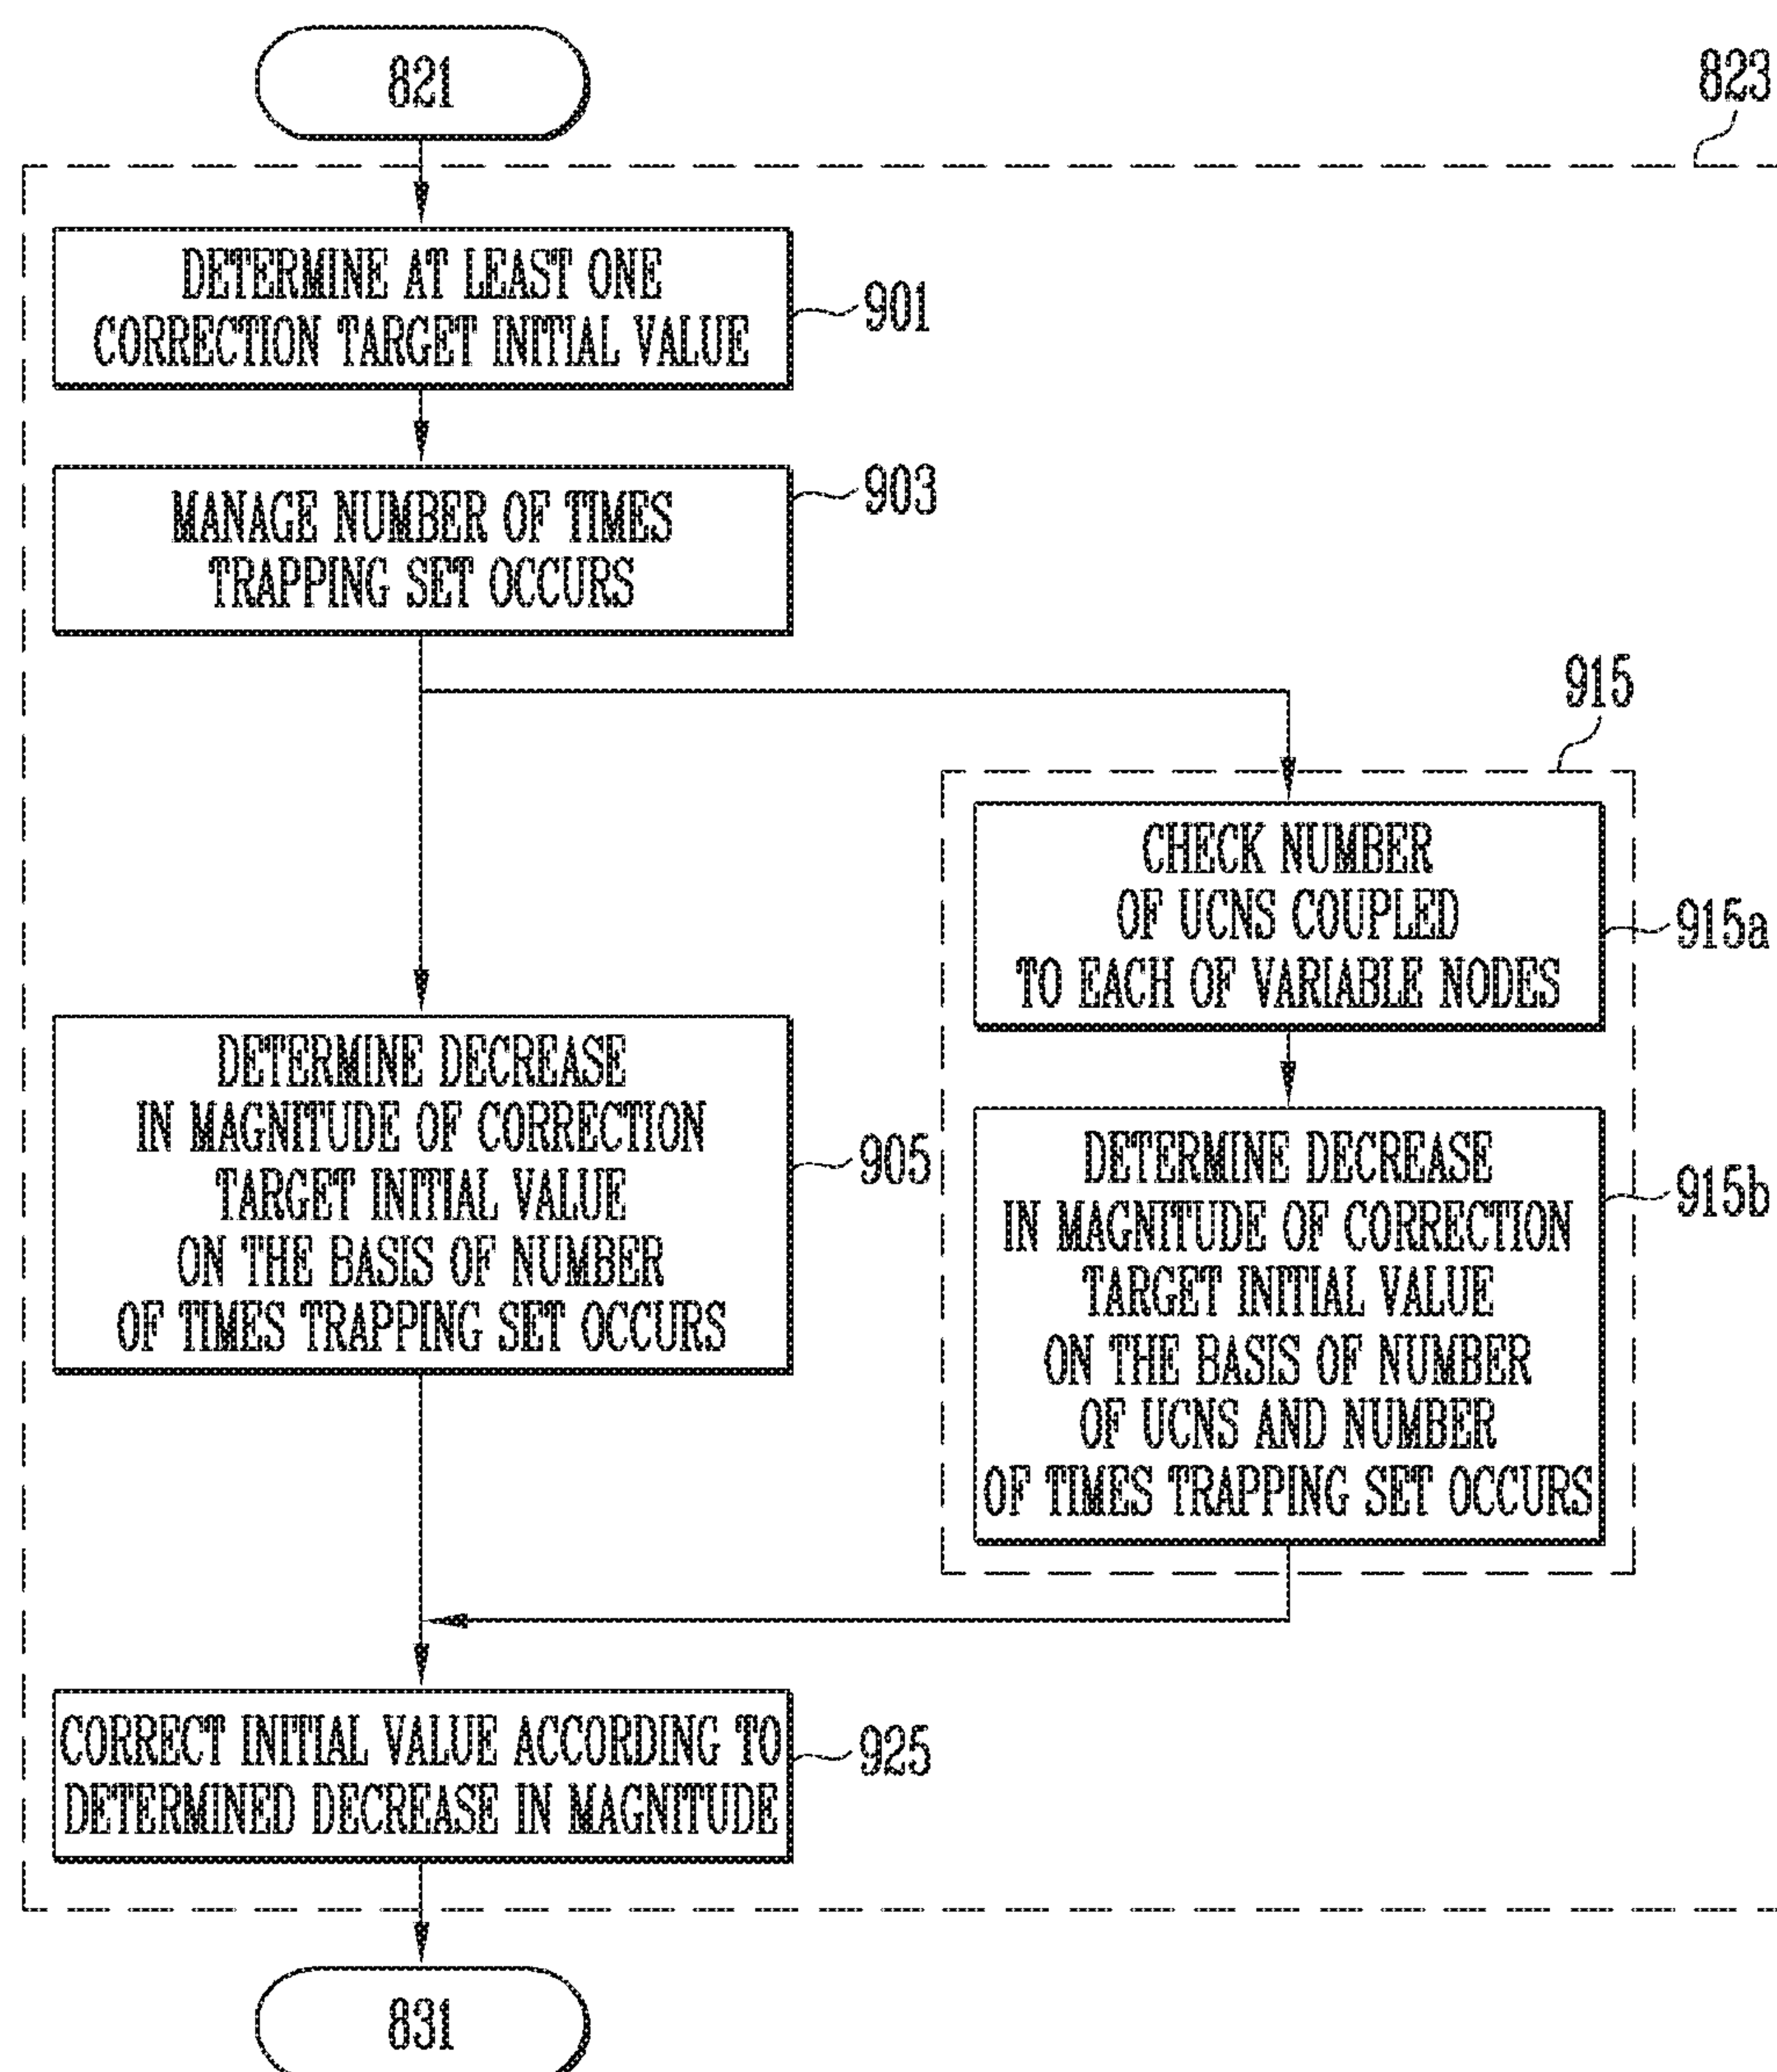 821
823
DETERMINE AT LEAST ONE
CORRECTION TARGET INITIAL VALUE
901
MANAGE NUMBER OF TIMES
TRAPPING SET OCCURS
903
915
CHECK NUMBER
OF UCNS COUPLED
TO EACH OF VARIABLE NODES
915a
DETERMINE DECREASE
IN MAGNITUDE OF CORRECTION
TARGET INITIAL VALUE
ON THE BASIS OF NUMBER
OF TIMES TRAPPING SET OCCURS
905
DETERMINE DECREASE
IN MAGNITUDE OF CORRECTION
TARGET INITIAL VALUE
ON THE BASIS OF NUMBER
OF UCNS AND NUMBER
OF TIMES TRAPPING SET OCCURS
915b
CORRECT INITIAL VALUE ACCORDING TO
DETERMINED DECREASE IN MAGNITUDE
925
831